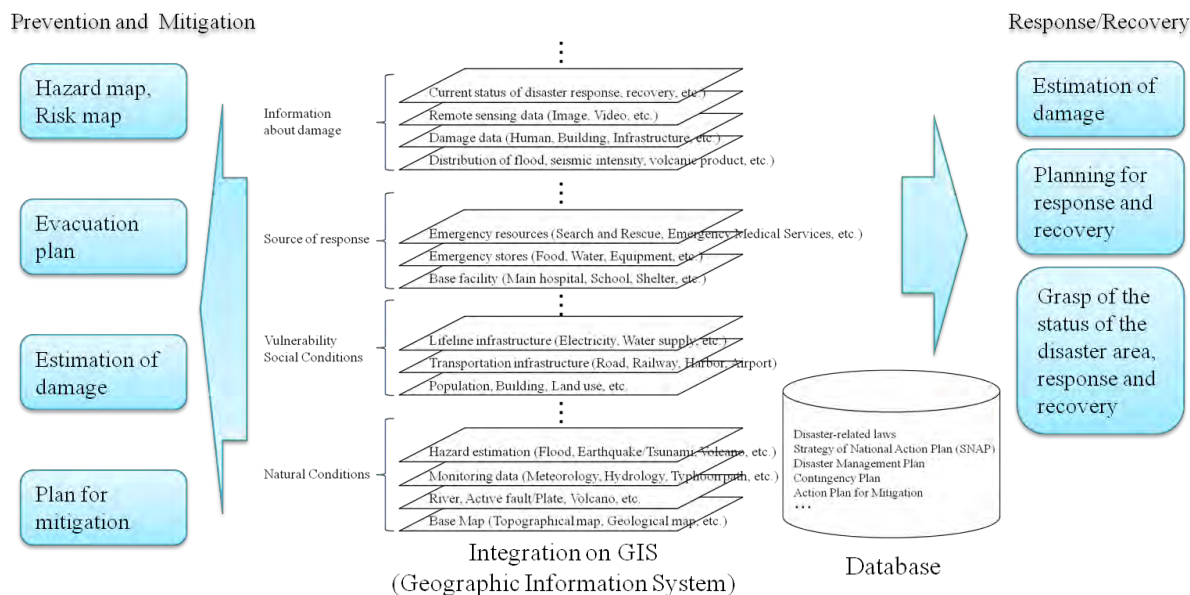 Prevention and Mitigation
Hazard map,
Risk map
Evacuation
plan
Estimation of
damage
Plan for
mitigation
Information
about damage
Current status of disaster response, recovery, etc.)
Remote sensing data (Image, Video, etc.)
Damage data (Human, Building, Infrastructure, etc.)
Distribution of flood, seismic intensity, volcanic product, etc.)
Source of response
Emergency resources (Search and Rescue, Emergency Medical Services, etc.)
Emergency stores (Food, Water, Equipment, etc.)
Base facility (Main hospital, School, Shelter, etc.)
Vulnerability
Social Conditions
Lifeline infrastructure (Electricity, Water supply, etc.)
Transportation infrastructure (Road, Railway, Harbor, Airport)
Population, Building, Land use, etc.
Natural Conditions
Hazard estimation (Flood, Earthquake/Tsunami, Volcano, etc.)
Monitoring data (Meteorology, Hydrology, Typhoon path, etc.)
River, Active fault/Plate, Volcano, etc.
Base Map (Topographical map, Geological map, etc.)
Integration on GIS
(Geographic Information System)
Disaster-related laws
Strategy of National Action Plan (SNAP)
Disaster Management Plan
Contingency Plan
Action Plan for Mitigation
…
Database
Response/Recovery
Estimation of
damage
Planning for
response and
recovery
Grasp of the
status of the
disaster area,
response and
recovery